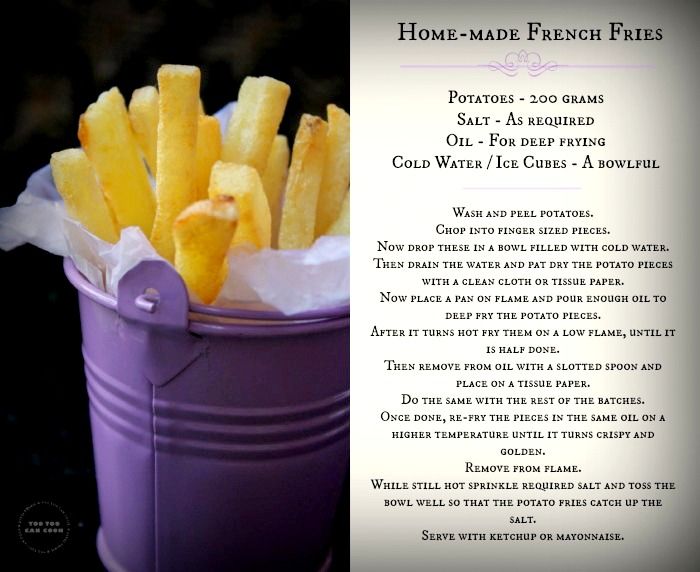 Home-made French Fries
Potatoes - 200 grams
Salt - As required
Oil - For deep frying
Cold Water / Ice Cubes - A bowlful
Wash and peel potatoes.
Chop into finger sized pieces.
Now drop these in a bowl filled with cold water.
Then drain the water and pat dry the potato pieces
with a clean cloth or tissue paper.
Now place a pan on flame and pour enough oil to
deep fry the potato pieces.
After it turns hot fry them on a low flame, until it
is half done.
Then remove from oil with a slotted spoon and
place on a tissue paper.
Do the same with the rest of the batches.
Once done, re-fry the pieces in the same oil on a
higher temperature until it turns crispy and
golden.
Remove from flame.
While still hot sprinkle required salt and toss the
bowl well so that the potato fries catch up the
salt.
Serve with ketchup or mayonnaise.
YOU TOO
CAN COOK